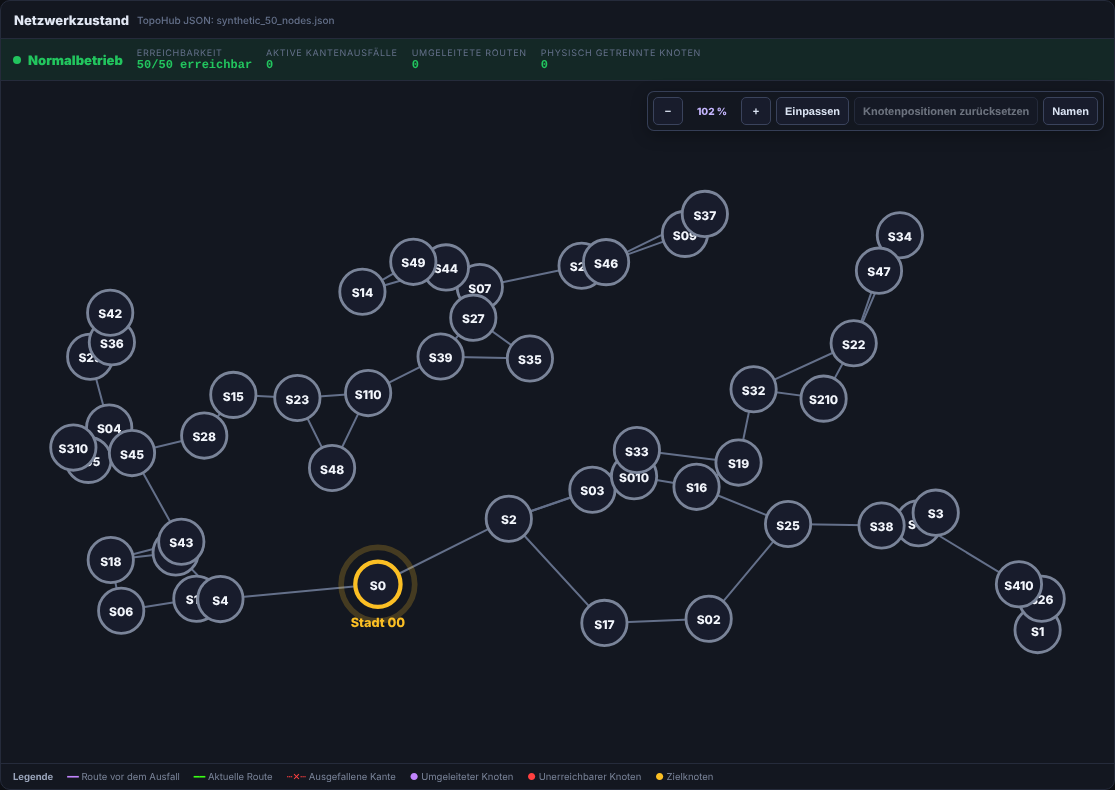 Netzwerkzustand TopoHub JSON: synthetic_50_nodes.json
Normalbetrieb
ERREICHBARKEIT
50/50 erreichbar
AKTIVE KANTENAUSFÄLLE
0
UMGELEITETE ROUTEN
0
PHYSISCH GETRENNTE KNOTEN
0
− 102 % + Einpassen Knotenpositionen zurücksetzen Namen
S37
S09
S34
S49
S44
S46
S47
S14
S07
S42
S27
S36
S22
S39
S35
S32
S210
S15
S23
S110
S04
S28
S310
S45
S33
S19
S48
S010
S03
S16
S2
S25
S38
S3
S43
S18
S0
S410
S4
S06
S17
S02
S1
Stadt 00
Legende Route vor dem Ausfall Aktuelle Route Ausgefallene Kante Umgeleiteter Knoten Unerreichbarer Knoten Zielknoten